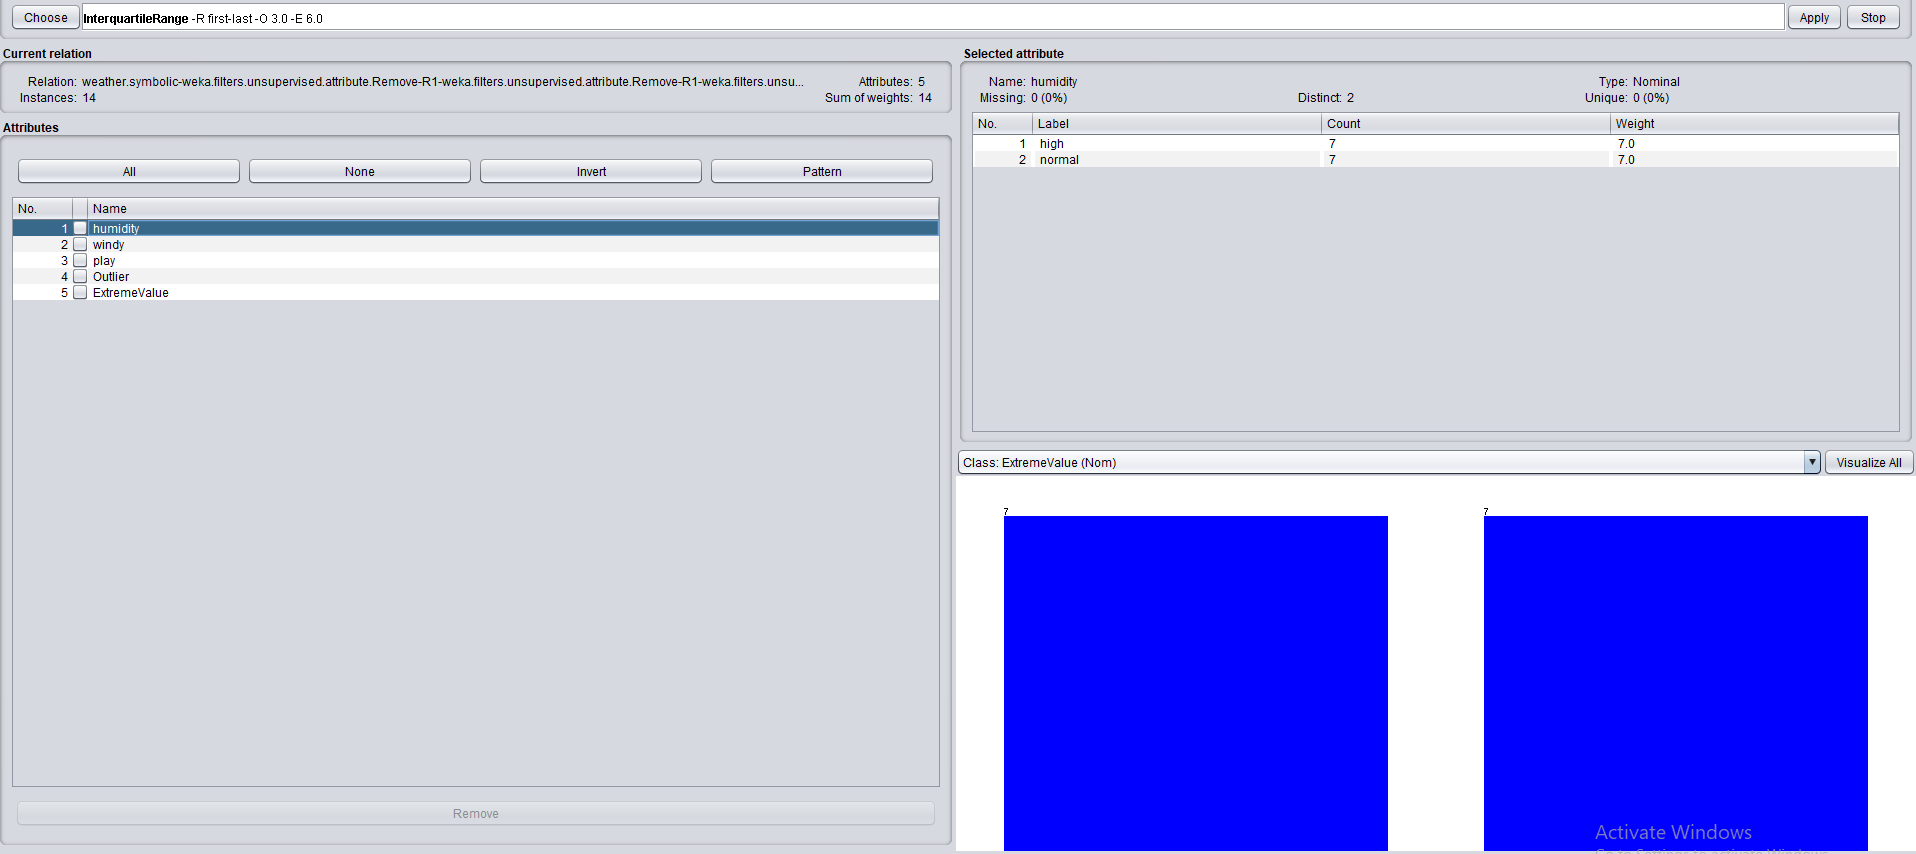 Choose InterquartileRange -R first-last -O 3.0 -E 6.0 Apply Stop
Current relation
Relation: weather.symbolic-weka.filters.unsupervised.attribute.Remove-R1-weka.filters.unsupervised.attribute.Remove-R1-weka.filters.unsu... Attributes: 5
Instances: 14 Sum of weights: 14
Attributes
All None Invert Pattern
No. Name
1 humidity
2 windy
3 play
4 Outlier
5 ExtremeValue
Remove
Selected attribute
Name: humidity Type: Nominal
Missing: 0 (0%) Distinct: 2 Unique: 0 (0%)
No. Label Count Weight
1 high 7 7.0
2 normal 7 7.0
Class: ExtremeValue (Nom) Visualize All
7 7
Activate Windows